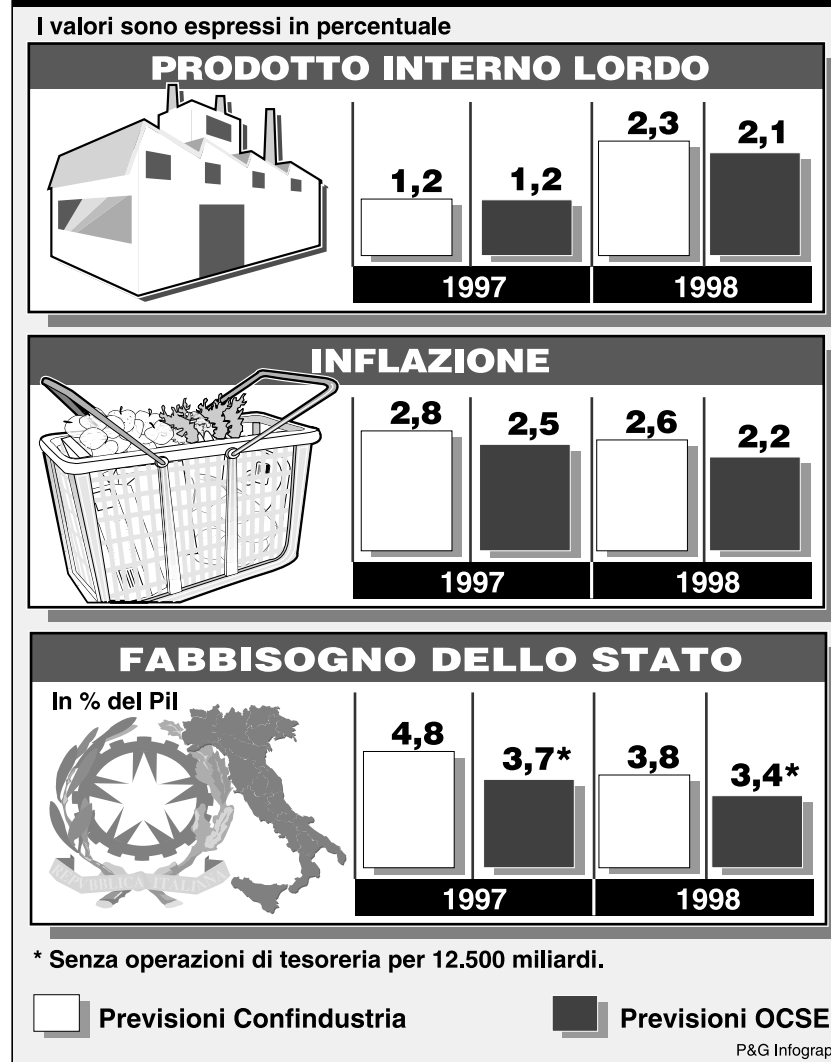 I valori sono espressi in percentuale
PRODOTTO INTERNO LORDO
1,2 1,2 2,3 2,1
1997 1998
INFLAZIONE
2,8 2,5 2,6 2,2
1997 1998
FABBISOGNO DELLO STATO
In % del Pil
4,8 3,7* 3,8 3,4*
REPVBBLICA ITALIANA
1997 1998
* Senza operazioni di tesoreria per 12.500 miliardi.
Previsioni Confindustria Previsioni OCSE
P&G Infograp